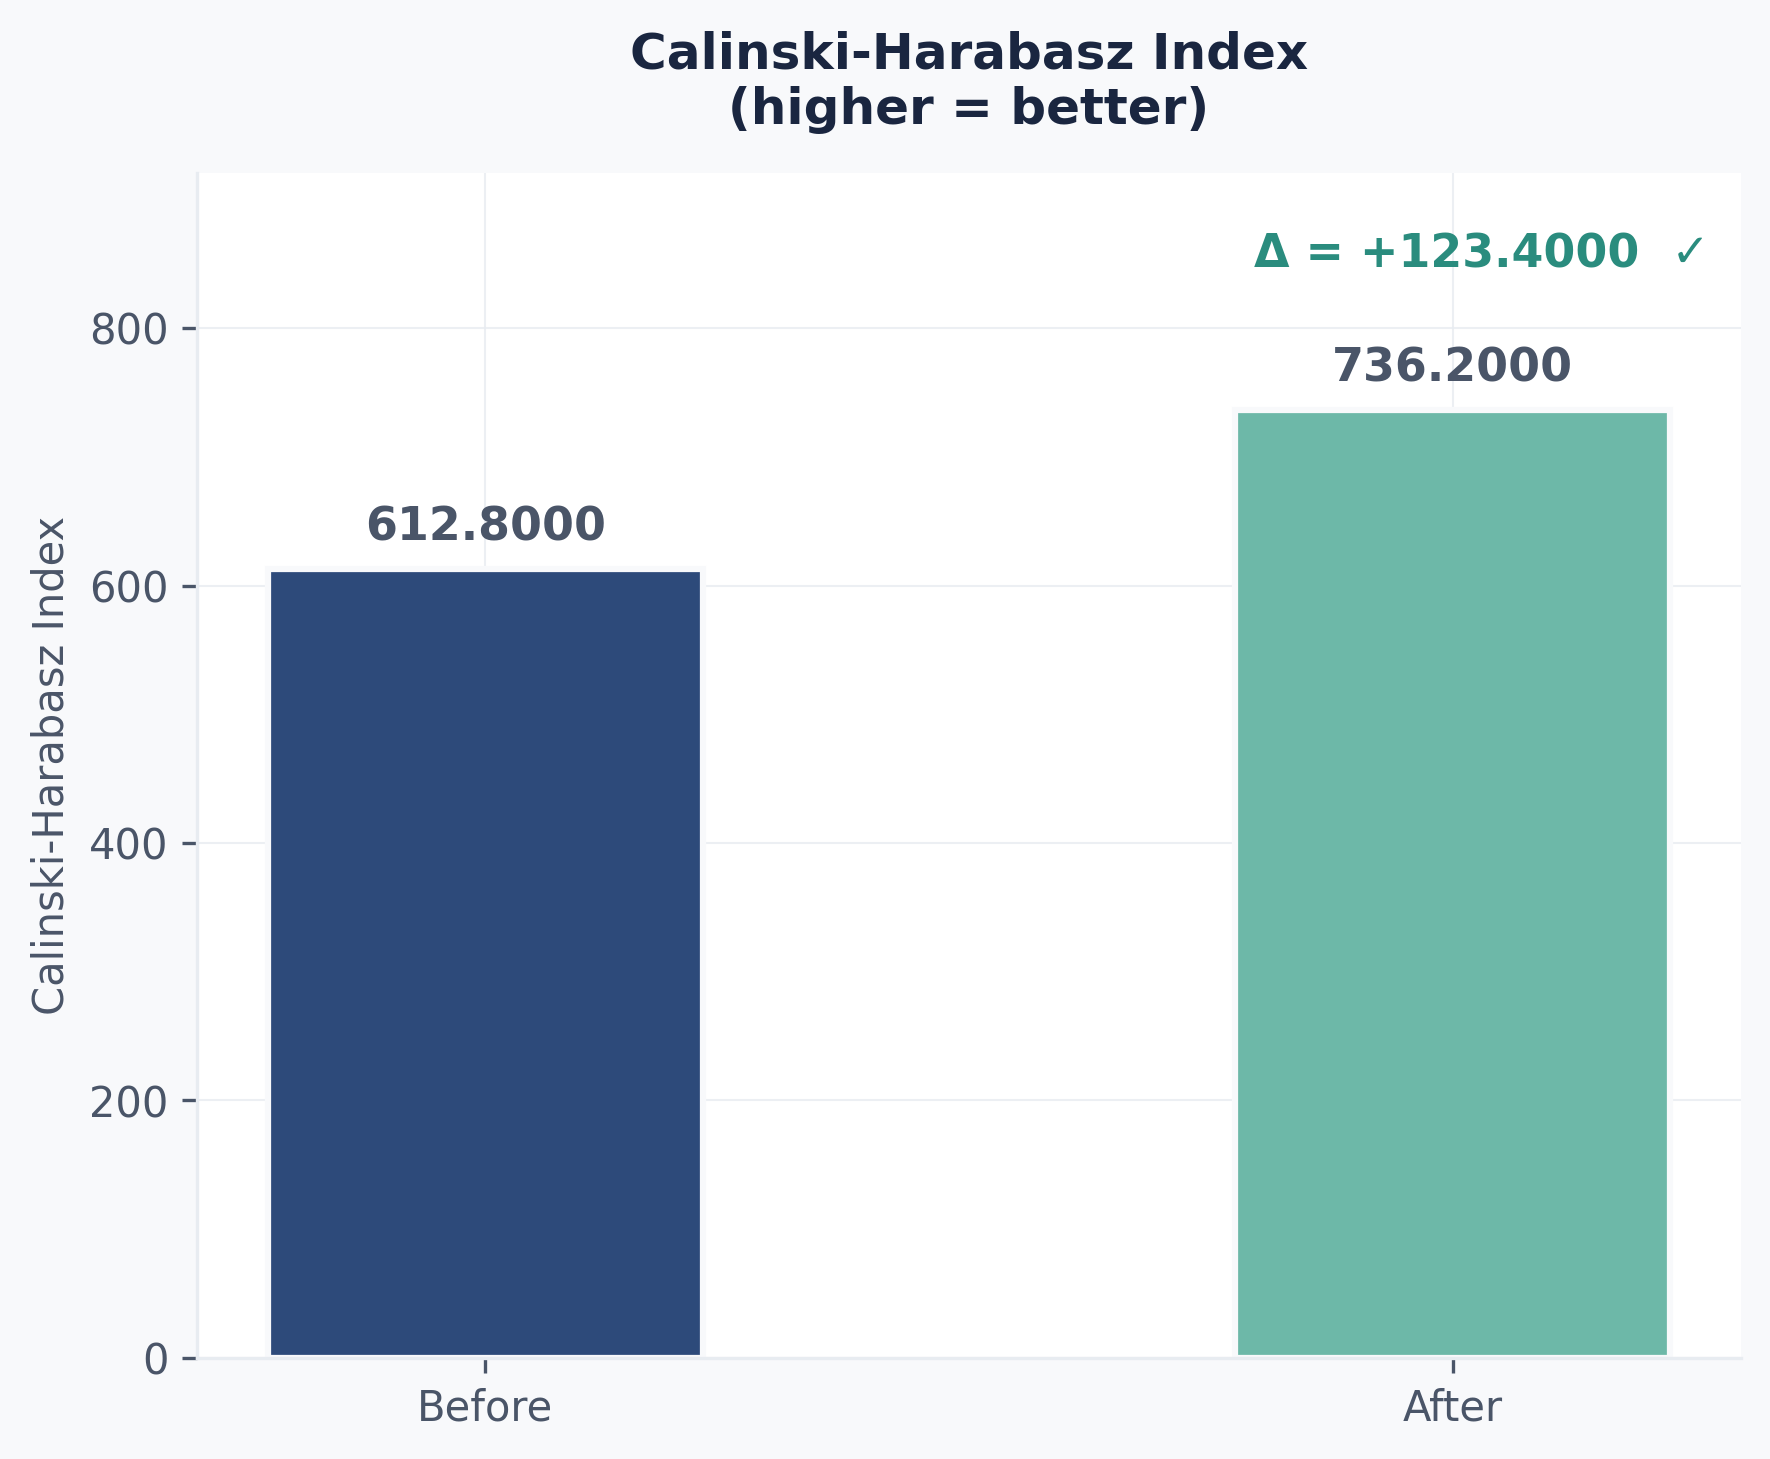 Calinski-Harabasz Index
(higher = better)
Δ = +123.4000 ✓
736.2000
612.8000
Calinski-Harabasz Index
800
600
400
200
0
Before
After